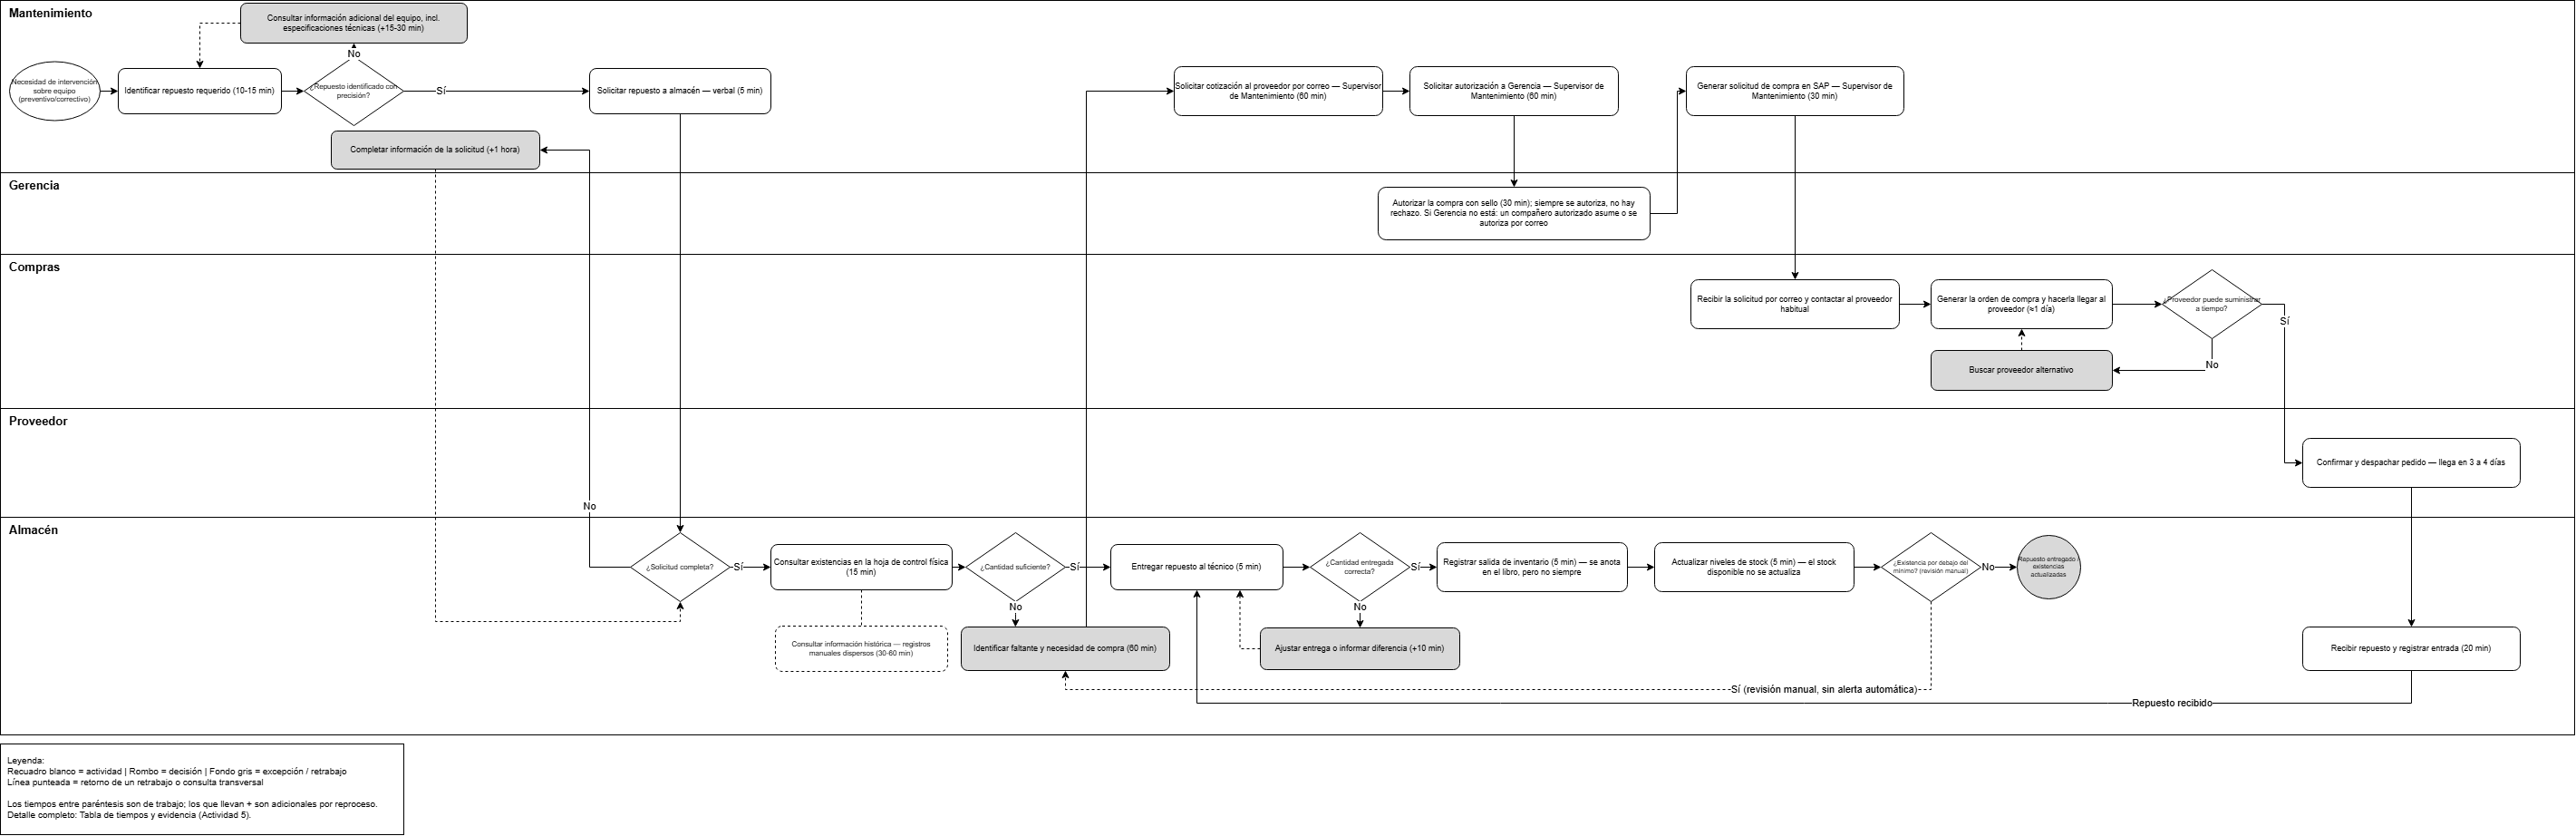 Mantenimiento
Consultar información adicional del equipo, incl.
especificaciones técnicas (+15-30 min)
No
Necesidad de intervención
sobre equipo
(preventivo/correctivo)
Identificar repuesto requerido (10-15 min)
¿Repuesto identificado con
precisión?
Sí
Solicitar repuesto a almacén — verbal (5 min)
Solicitar cotización al proveedor por correo — Supervisor
de Mantenimiento (60 min)
Solicitar autorización a Gerencia — Supervisor de
Mantenimiento (60 min)
Generar solicitud de compra en SAP — Supervisor de
Mantenimiento (30 min)
Completar información de la solicitud (+1 hora)
Gerencia
Autorizar la compra con sello (30 min); siempre se autoriza, no hay
rechazo. Si Gerencia no está: un compañero autorizado asume o se
autoriza por correo
Compras
Recibir la solicitud por correo y contactar al proveedor
habitual
Generar la orden de compra y hacerla llegar al
proveedor (≈1 día)
¿Proveedor puede suministrar
a tiempo?
Sí
No
Buscar proveedor alternativo
Proveedor
Confirmar y despachar pedido — llega en 3 a 4 días
No
Almacén
¿Solicitud completa?
Sí
Consultar existencias en la hoja de control física
(15 min)
¿Cantidad suficiente?
Sí
Entregar repuesto al técnico (5 min)
¿Cantidad entregada
correcta?
Sí
Registrar salida de inventario (5 min) — se anota
en el libro, pero no siempre
Actualizar niveles de stock (5 min) — el stock
disponible no se actualiza
¿Existencia por debajo del
mínimo? (revisión manual)
No
Repuesto entregado
existencias
actualizadas
No
No
Consultar información histórica — registros
manuales dispersos (30-60 min)
Identificar faltante y necesidad de compra (60 min)
Ajustar entrega o informar diferencia (+10 min)
Recibir repuesto y registrar entrada (20 min)
Sí (revisión manual, sin alerta automática)
Repuesto recibido
Leyenda:
Recuadro blanco = actividad | Rombo = decisión | Fondo gris = excepción / retrabajo
Línea punteada = retorno de un retrabajo o consulta transversal
Los tiempos entre paréntesis son de trabajo; los que llevan + son adicionales por reproceso.
Detalle completo: Tabla de tiempos y evidencia (Actividad 5).